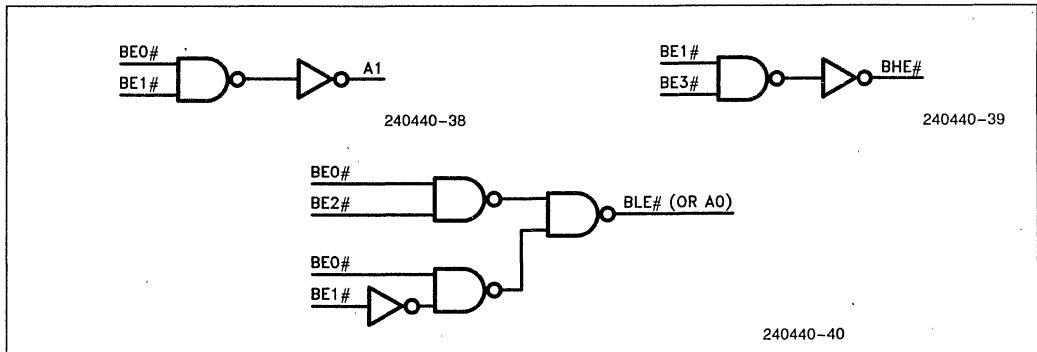 BE0#
BE1#
A1
240440-38
BE1#
BE3#
BHE#
240440-39
BE0#
BE2#
BLE# (OR A0)
BE0#
BE1#
240440-40